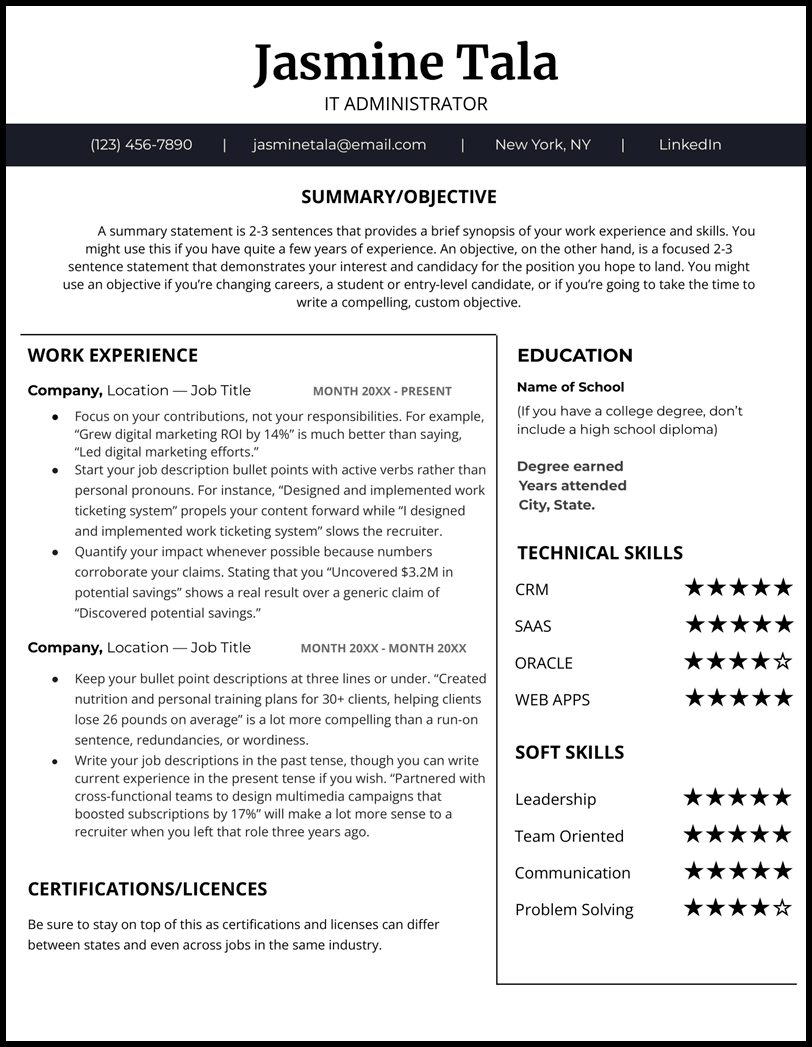 Jasmine Tala
IT ADMINISTRATOR
(123) 456-7890 | jasminetala@email.com | New York, NY | LinkedIn
SUMMARY/OBJECTIVE
A summary statement is 2-3 sentences that provides a brief synopsis of your work experience and skills. You
might use this if you have quite a few years of experience. An objective, on the other hand, is a focused 2-3
sentence statement that demonstrates your interest and candidacy for the position you hope to land. You might
use an objective if you’re changing careers, a student or entry-level candidate, or if you’re going to take the time to
write a compelling, custom objective.
WORK EXPERIENCE
Company, Location — Job Title MONTH 20XX - PRESENT
● Focus on your contributions, not your responsibilities. For example,
“Grew digital marketing ROI by 14%” is much better than saying,
“Led digital marketing efforts.”
● Start your job description bullet points with active verbs rather than
personal pronouns. For instance, “Designed and implemented work
ticketing system” propels your content forward while “I designed
and implemented work ticketing system” slows the recruiter.
● Quantify your impact whenever possible because numbers
corroborate your claims. Stating that you “Uncovered $3.2M in
potential savings” shows a real result over a generic claim of
“Discovered potential savings.”
Company, Location — Job Title MONTH 20XX - MONTH 20XX
● Keep your bullet point descriptions at three lines or under. “Created
nutrition and personal training plans for 30+ clients, helping clients
lose 26 pounds on average” is a lot more compelling than a run-on
sentence, redundancies, or wordiness.
● Write your job descriptions in the past tense, though you can write
current experience in the present tense if you wish. “Partnered with
cross-functional teams to design multimedia campaigns that
boosted subscriptions by 17%” will make a lot more sense to a
recruiter when you left that role three years ago.
CERTIFICATIONS/LICENCES
Be sure to stay on top of this as certifications and licenses can differ
between states and even across jobs in the same industry.
EDUCATION
Name of School
(If you have a college degree, don’t
include a high school diploma)
Degree earned
Years attended
City, State.
TECHNICAL SKILLS
CRM ★★★★★
SAAS ★★★★★
ORACLE ★★★★☆
WEB APPS ★★★★★
SOFT SKILLS
Leadership ★★★★★
Team Oriented ★★★★★
Communication ★★★★★
Problem Solving ★★★★☆